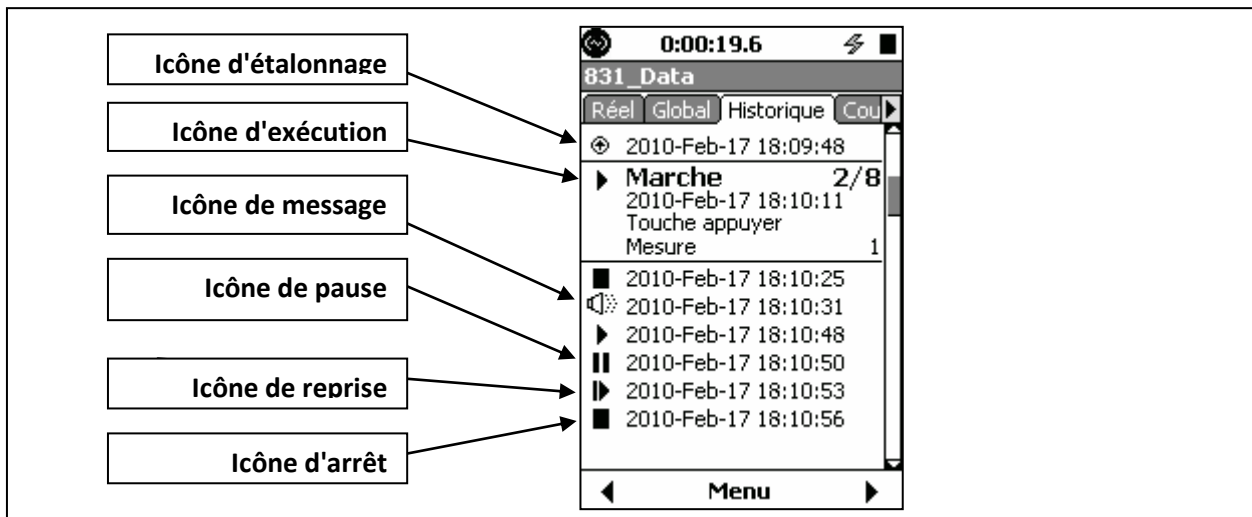 Icône d'étalonnage
Icône d'exécution
Icône de message
Icône de pause
Icône de reprise
Icône d'arrêt
0:00:19.6
831_Data
Réel Global Historique Cou
2010-Feb-17 18:09:48
Marche 2/8
2010-Feb-17 18:10:11
Touche appuyer
Mesure 1
2010-Feb-17 18:10:25
2010-Feb-17 18:10:31
2010-Feb-17 18:10:48
2010-Feb-17 18:10:50
2010-Feb-17 18:10:53
2010-Feb-17 18:10:56
Menu